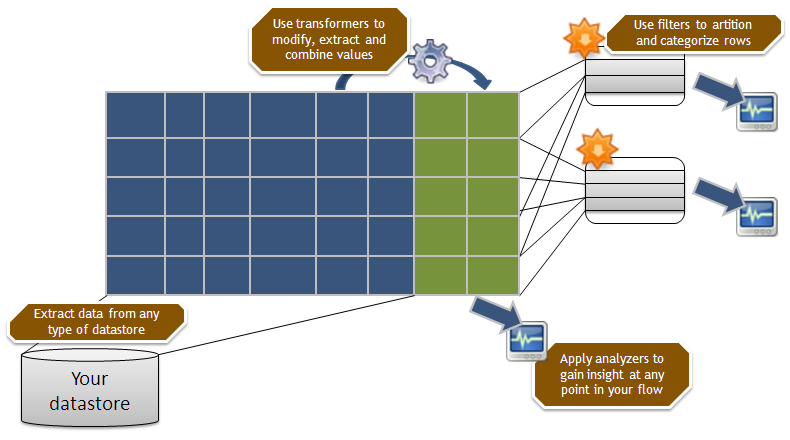 Use transformers to
modify, extract and
combine values
Use filters to artition
and categorize rows
Extract data from any
type of datastore
Your
datastore
Apply analyzers to
gain insight at any
point in your flow